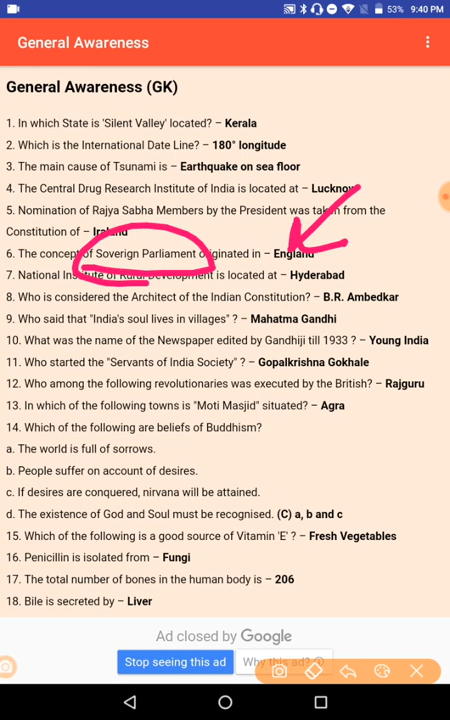 53% 9:40 PM
General Awareness
General Awareness (GK)
1. In which State is 'Silent Valley' located? – Kerala
2. Which is the International Date Line? – 180° longitude
3. The main cause of Tsunami is – Earthquake on sea floor
4. The Central Drug Research Institute of India is located at – Lucknow
5. Nomination of Rajya Sabha Members by the President was taken from the
Constitution of – Ireland
6. The concept of Soverign Parliament originated in – England
7. National Institute of Rural Development is located at – Hyderabad
8. Who is considered the Architect of the Indian Constitution? – B.R. Ambedkar
9. Who said that "India's soul lives in villages" ? – Mahatma Gandhi
10. What was the name of the Newspaper edited by Gandhiji till 1933 ? – Young India
11. Who started the "Servants of India Society" ? – Gopalkrishna Gokhale
12. Who among the following revolutionaries was executed by the British? – Rajguru
13. In which of the following towns is "Moti Masjid" situated? – Agra
14. Which of the following are beliefs of Buddhism?
a. The world is full of sorrows.
b. People suffer on account of desires.
c. If desires are conquered, nirvana will be attained.
d. The existence of God and Soul must be recognised. (C) a, b and c
15. Which of the following is a good source of Vitamin 'E' ? – Fresh Vegetables
16. Penicillin is isolated from – Fungi
17. The total number of bones in the human body is – 206
18. Bile is secreted by – Liver
Ad closed by Google
Stop seeing this ad Why this ad?